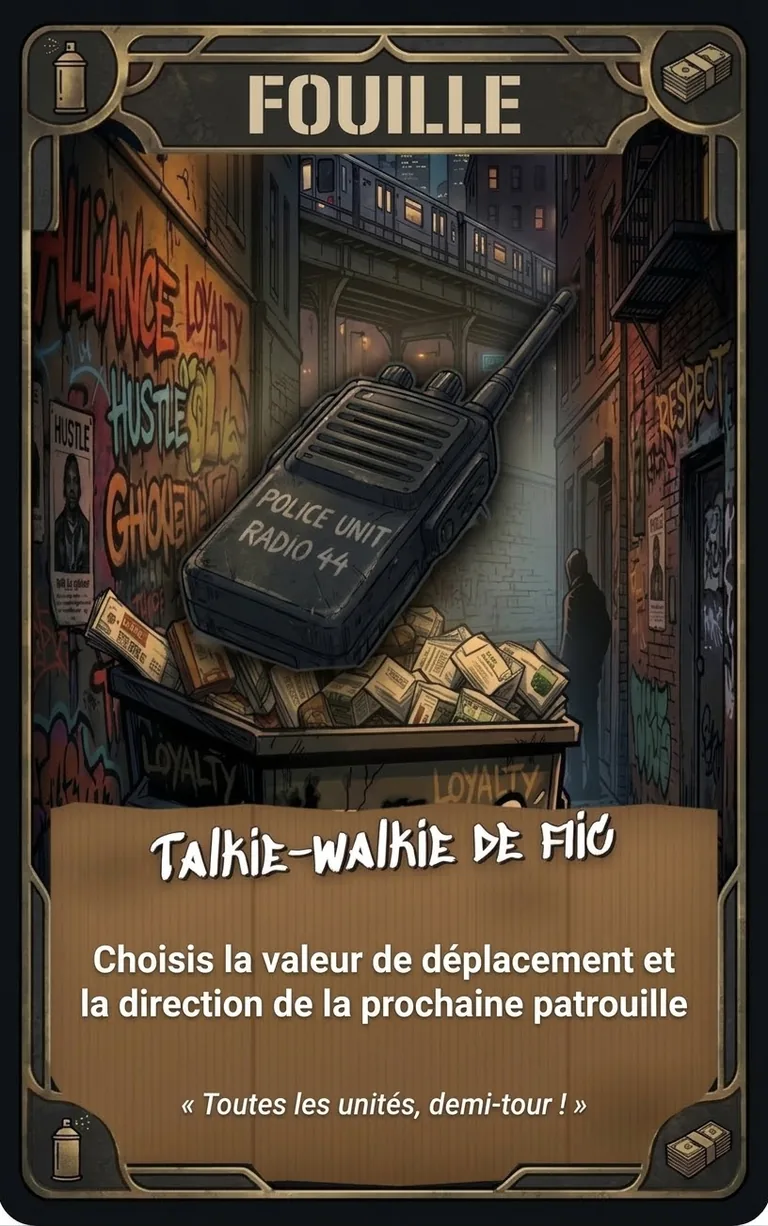 FOUILLE
ALLIANCE
LOYALTY
HUSTLE
HUSTLE
RESPECT
POLICE UNIT
RADIO 44
LOYALTY
LOYALTY
Talkie-walkie de flic
Choisis la valeur de déplacement et
la direction de la prochaine patrouille
« Toutes les unités, demi-tour ! »